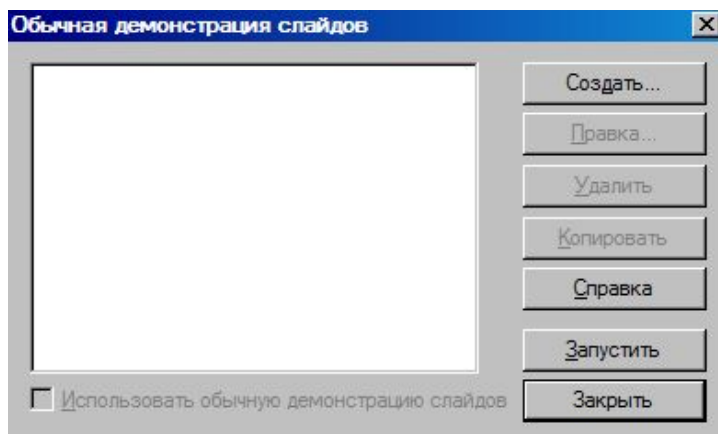 Обычная демонстрация слайдов
Создать...
Правка...
Удалить
Копировать
Справка
Запустить
Использовать обычную демонстрацию слайдов
Закрыть